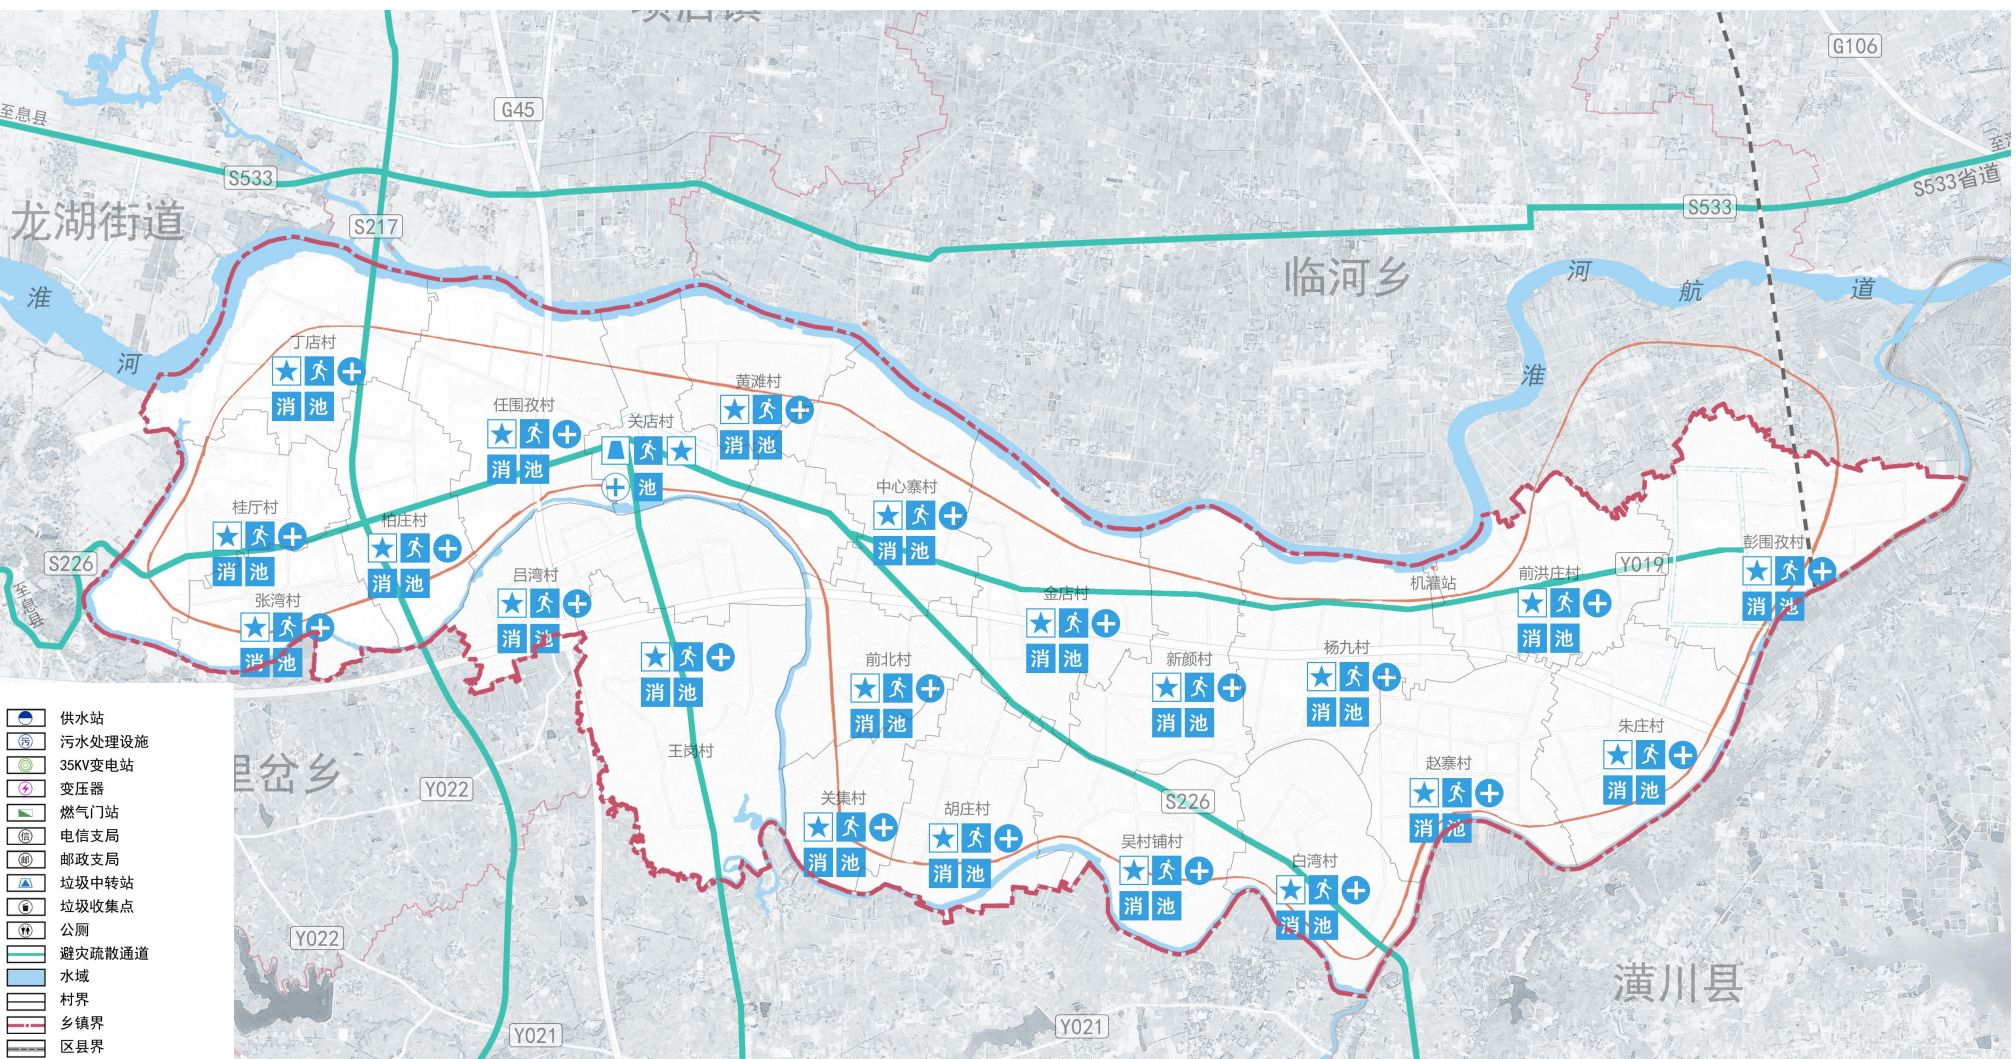 G106
至息县
G45
S533
S533省道
S533
龙湖街道
S217
临河乡
淮
河
航
道
河
淮
丁店村
消 池
黄滩村
消 池
任围孜村
消 池
关店村
池
中心寨村
消 池
桂厅村
消 池
柏庄村
消 池
S226
至息县
彭围孜村
消 池
Y019
前洪庄村
消 池
机灌站
吕湾村
消 池
金店村
消 池
张湾村
消 池
消 池
王岗村
前北村
消 池
新颜村
消 池
杨九村
消 池
朱庄村
消 池
赵寨村
消 池
里岔乡
Y022
关集村
消 池
胡庄村
消 池
S226
吴村铺村
消 池
白湾村
消 池
Y022
Y021
Y021
潢川县
供水站
污 污水处理设施
35KV变电站
变压器
燃气门站
信 电信支局
邮 邮政支局
垃圾中转站
垃圾收集点
公厕
避灾疏散通道
水域
村界
乡镇界
区县界